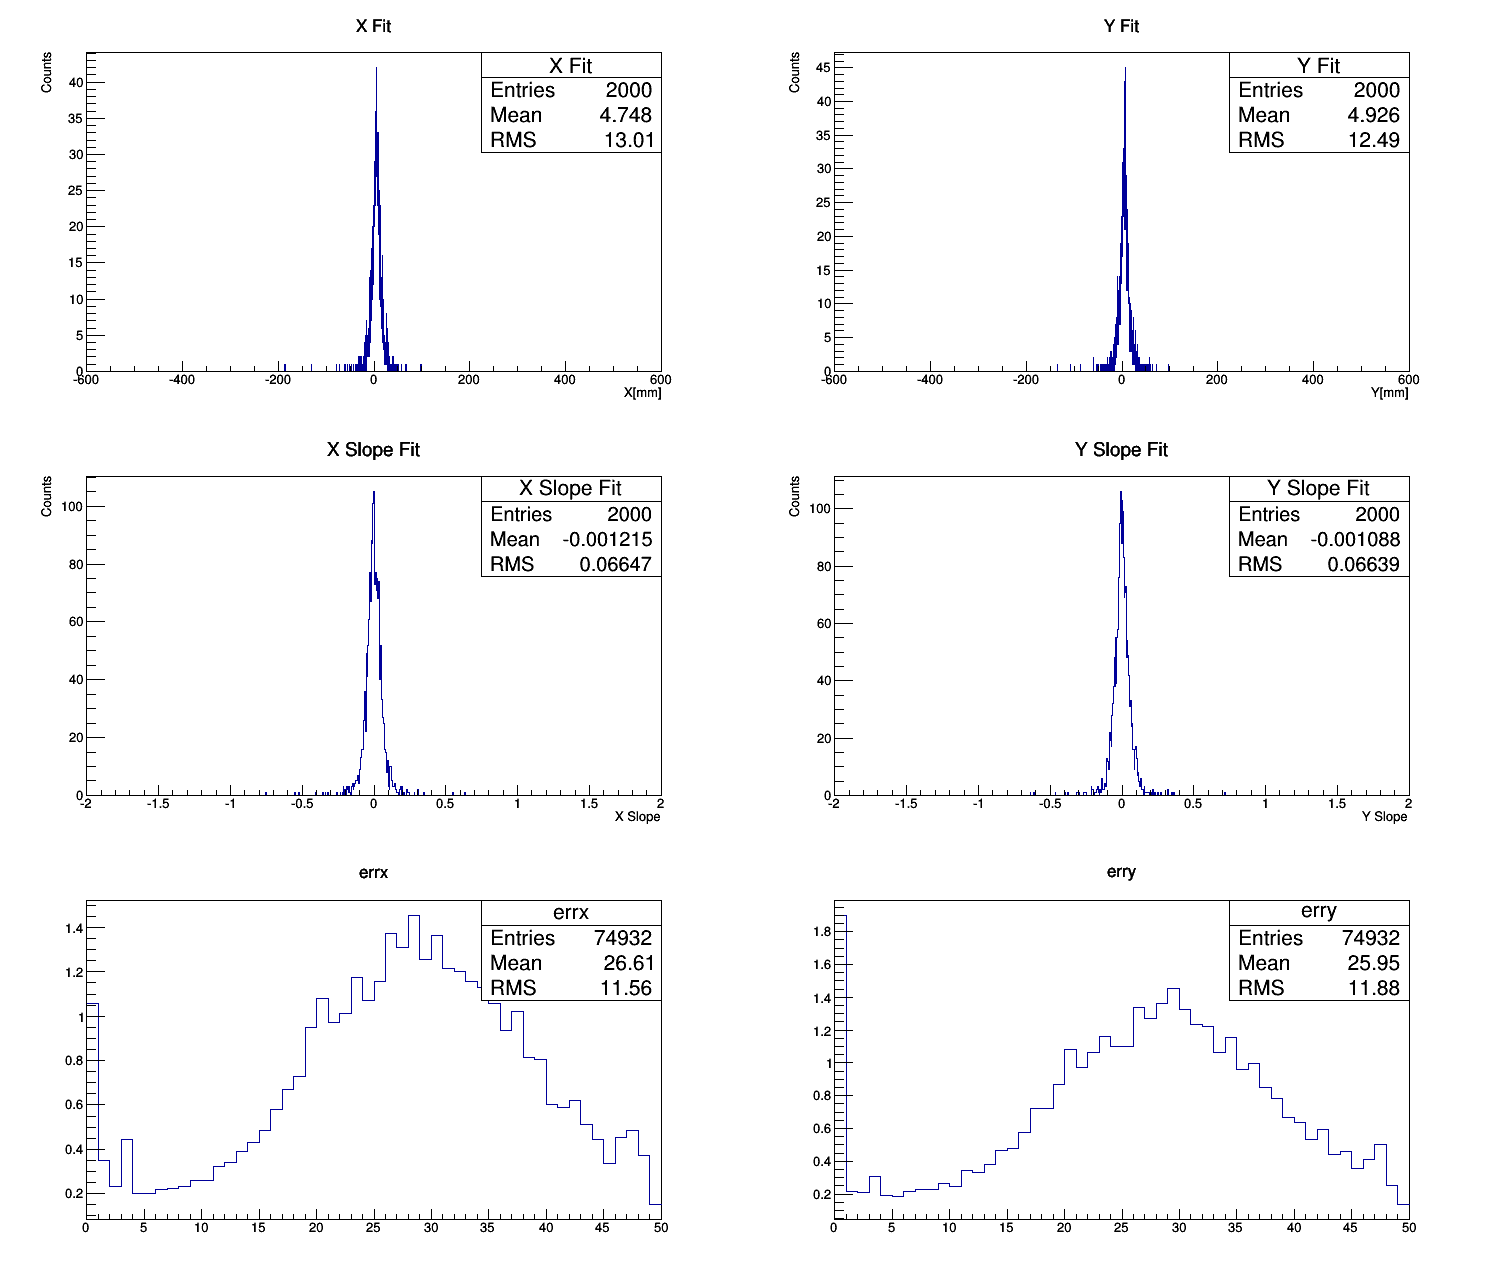 X Fit
Counts
X Fit
Entries 2000
Mean 4.748
RMS 13.01
40
35
30
25
20
15
10
5
0
-600 -400 -200 0 200 400 600
X[mm]
Y Fit
Counts
Y Fit
Entries 2000
Mean 4.926
RMS 12.49
45
40
35
30
25
20
15
10
5
0
-600 -400 -200 0 200 400 600
Y[mm]
X Slope Fit
Counts
X Slope Fit
Entries 2000
Mean -0.001215
RMS 0.06647
100
80
60
40
20
0
-2 -1.5 -1 -0.5 0 0.5 1 1.5 2
X Slope
Y Slope Fit
Counts
Y Slope Fit
Entries 2000
Mean -0.001088
RMS 0.06639
100
80
60
40
20
0
-2 -1.5 -1 -0.5 0 0.5 1 1.5 2
Y Slope
errx
errx
Entries 74932
Mean 26.61
RMS 11.56
1.4
1.2
1
0.8
0.6
0.4
0.2
0 5 10 15 20 25 30 35 40 45 50
erry
erry
Entries 74932
Mean 25.95
RMS 11.88
1.8
1.6
1.4
1.2
1
0.8
0.6
0.4
0.2
0 5 10 15 20 25 30 35 40 45 50